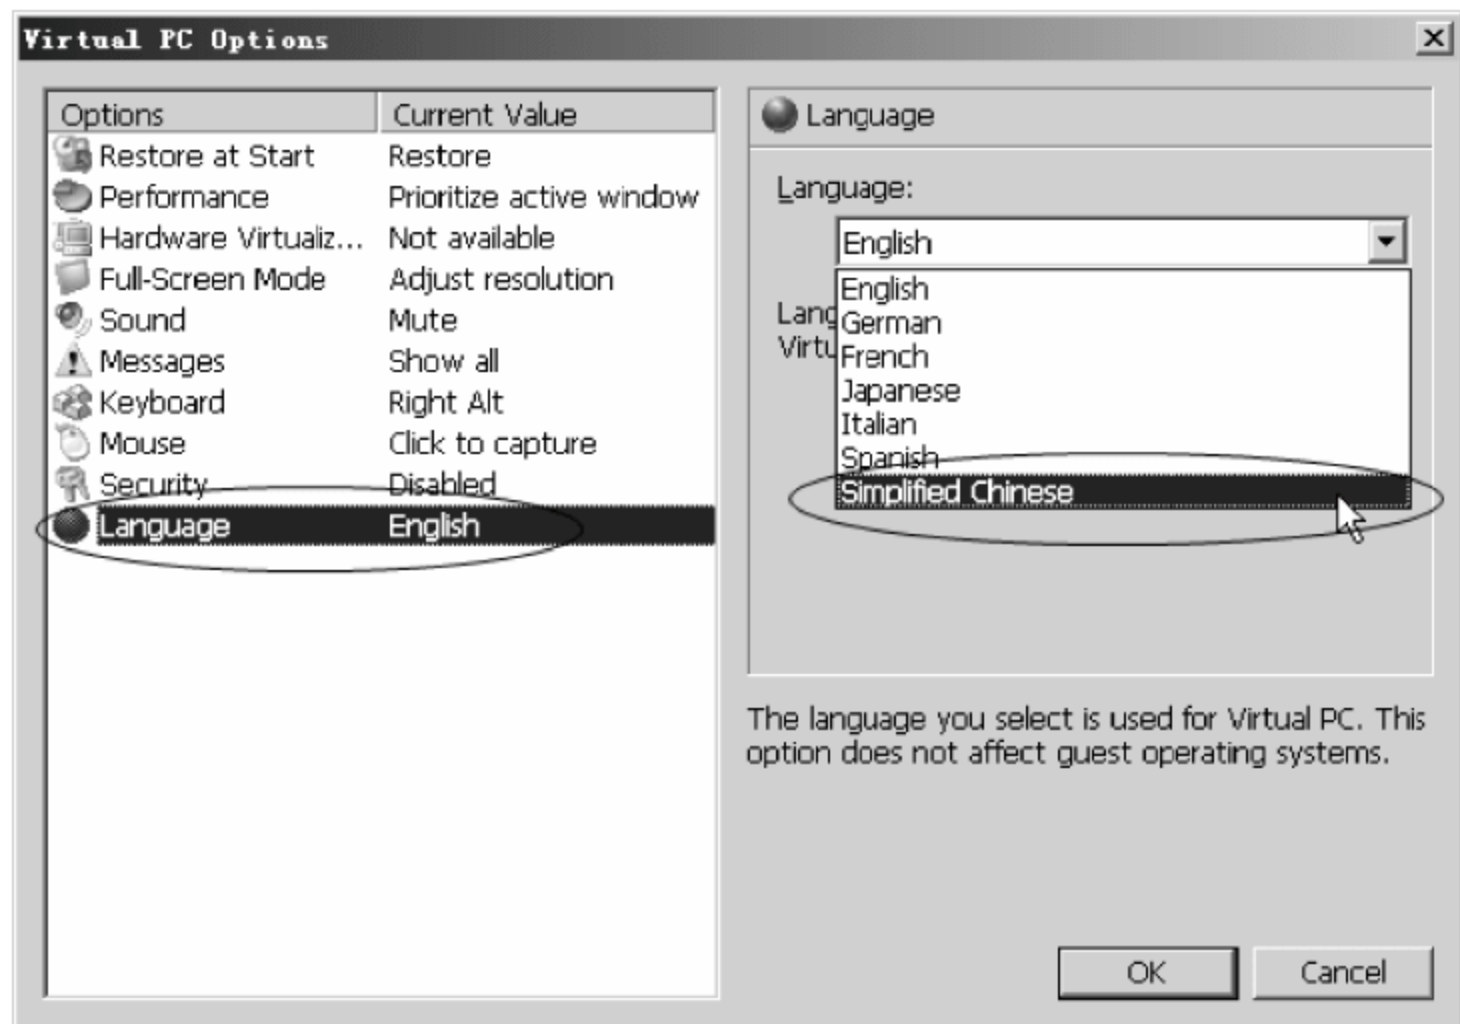 Virtual PC Options
Options Current Value
Restore at Start Restore
Performance Prioritize active window
Hardware Virtualiz... Not available
Full-Screen Mode Adjust resolution
Sound Mute
Messages Show all
Keyboard Right Alt
Mouse Click to capture
Security Disabled
Language English
Language
Language:
English
English
German
French
Japanese
Italian
Spanish
Simplified Chinese
The language you select is used for Virtual PC. This
option does not affect guest operating systems.
OK Cancel